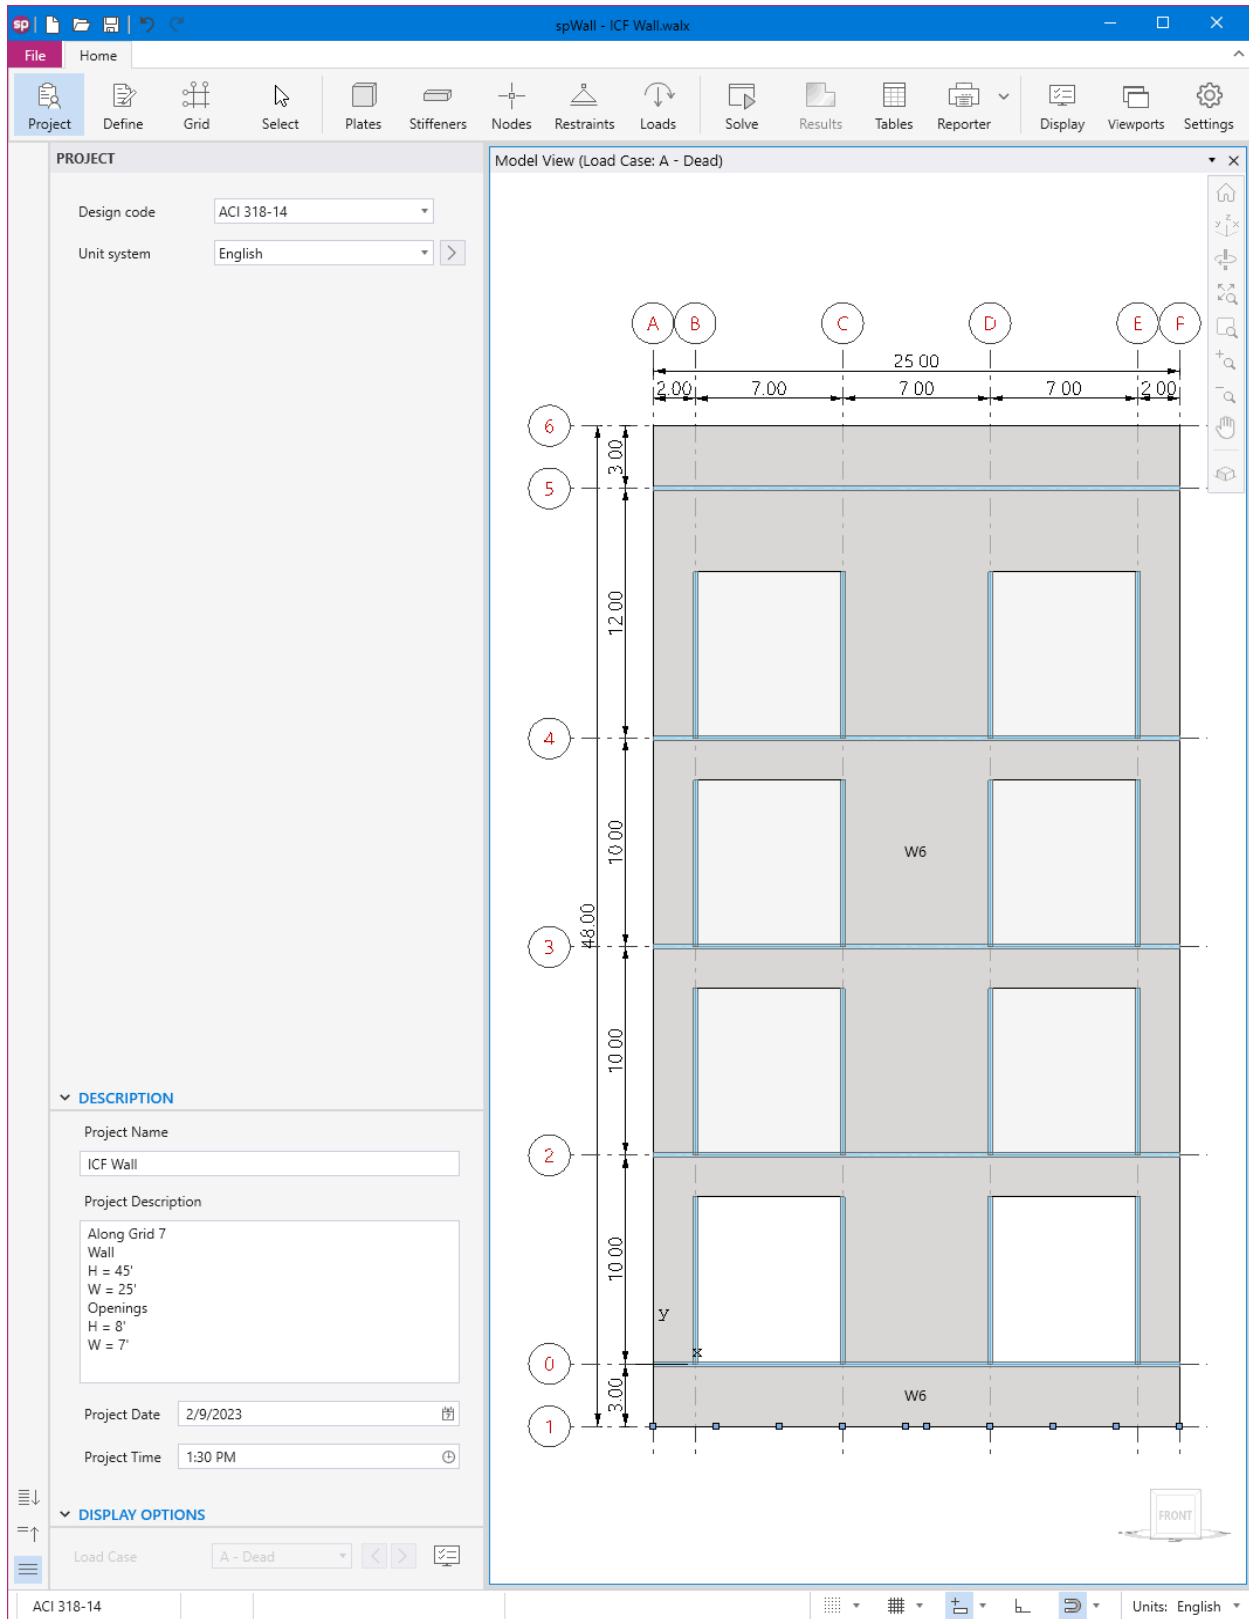 sp
spWall - ICF Wall.walx
File Home
Project Define Grid Select Plates Stiffeners Nodes Restraints Loads Solve Results Tables Reporter Display Viewports Settings
PROJECT
Design code ACI 318-14
Unit system English
DESCRIPTION
Project Name
ICF Wall
Project Description
Along Grid 7
Wall
H = 45'
W = 25'
Openings
H = 8'
W = 7'
Project Date 2/9/2023
Project Time 1:30 PM
DISPLAY OPTIONS
Load Case A - Dead
Model View (Load Case: A - Dead)
y z x
A B C D E F
25 00
2.00 7.00 7 00 7 00 2 00
6
3 00
5
12 00
4
10 00
W6
48.00
3
10 00
2
10 00
y
x
0
3.00
W6
1
FRONT
ACI 318-14
Units: English